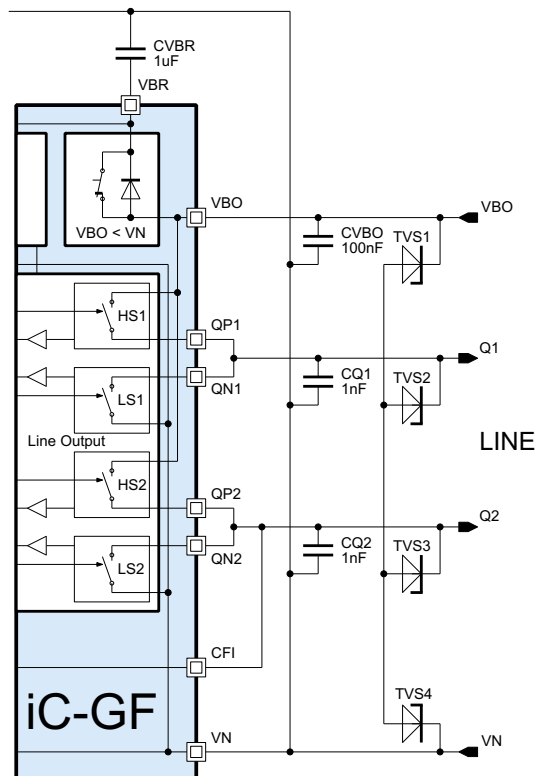 CVBR
1uF
VBR
VBO
VBO
VBO < VN
CVBO
100nF
TVS1
HS1
QP1
Q1
QN1
CQ1
1nF
TVS2
LS1
Line Output
LINE
HS2
QP2
Q2
QN2
CQ2
1nF
TVS3
LS2
CFI
iC-GF
TVS4
VN
VN